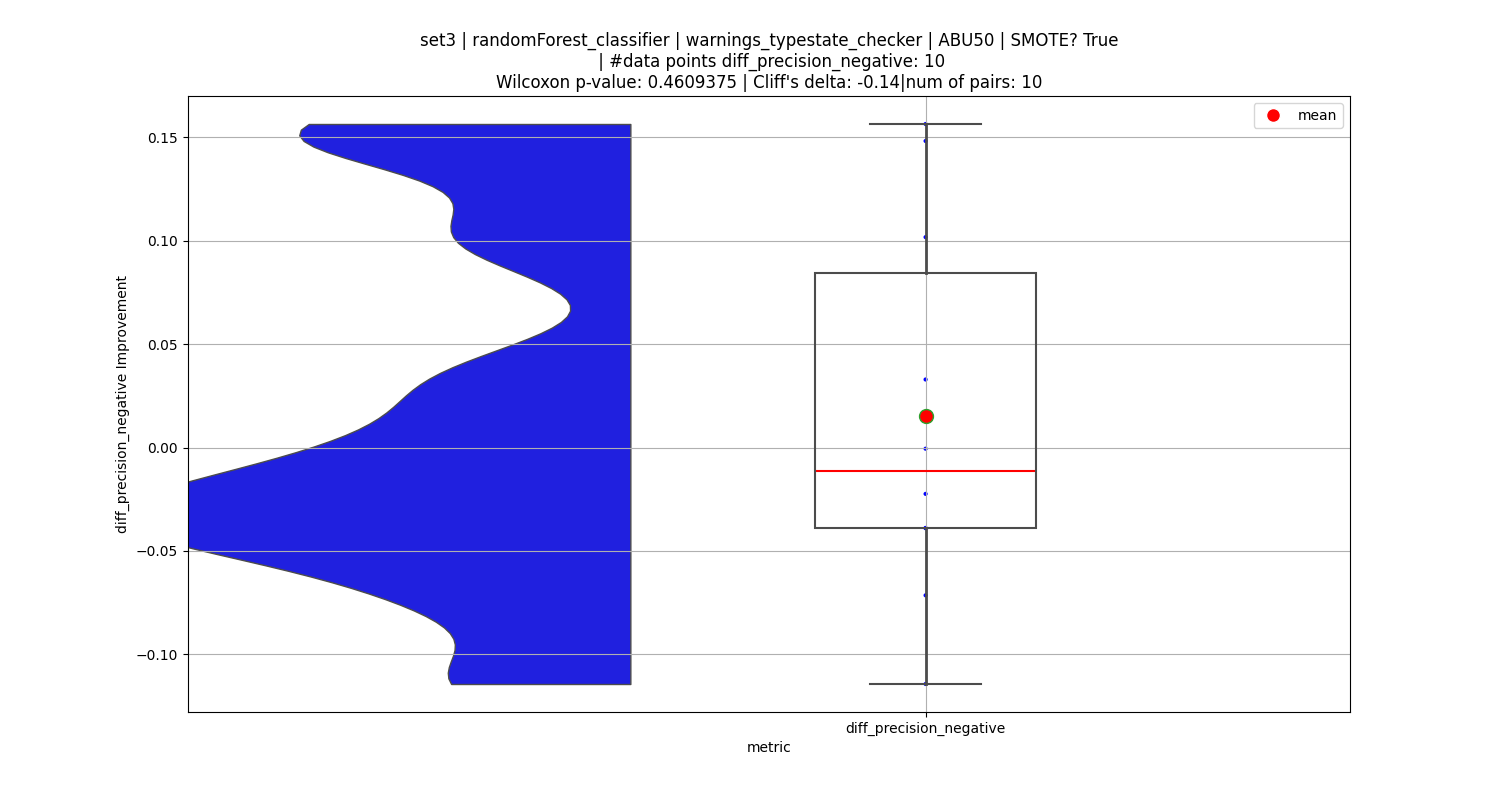 set3 | randomForest_classifier | warnings_typestate_checker | ABU50 | SMOTE? True
| #data points diff_precision_negative: 10
Wilcoxon p-value: 0.4609375 | Cliff's delta: -0.14|num of pairs: 10
mean
0.15
0.10
0.05
0.00
−0.05
−0.10
diff_precision_negative Improvement
diff_precision_negative
metric